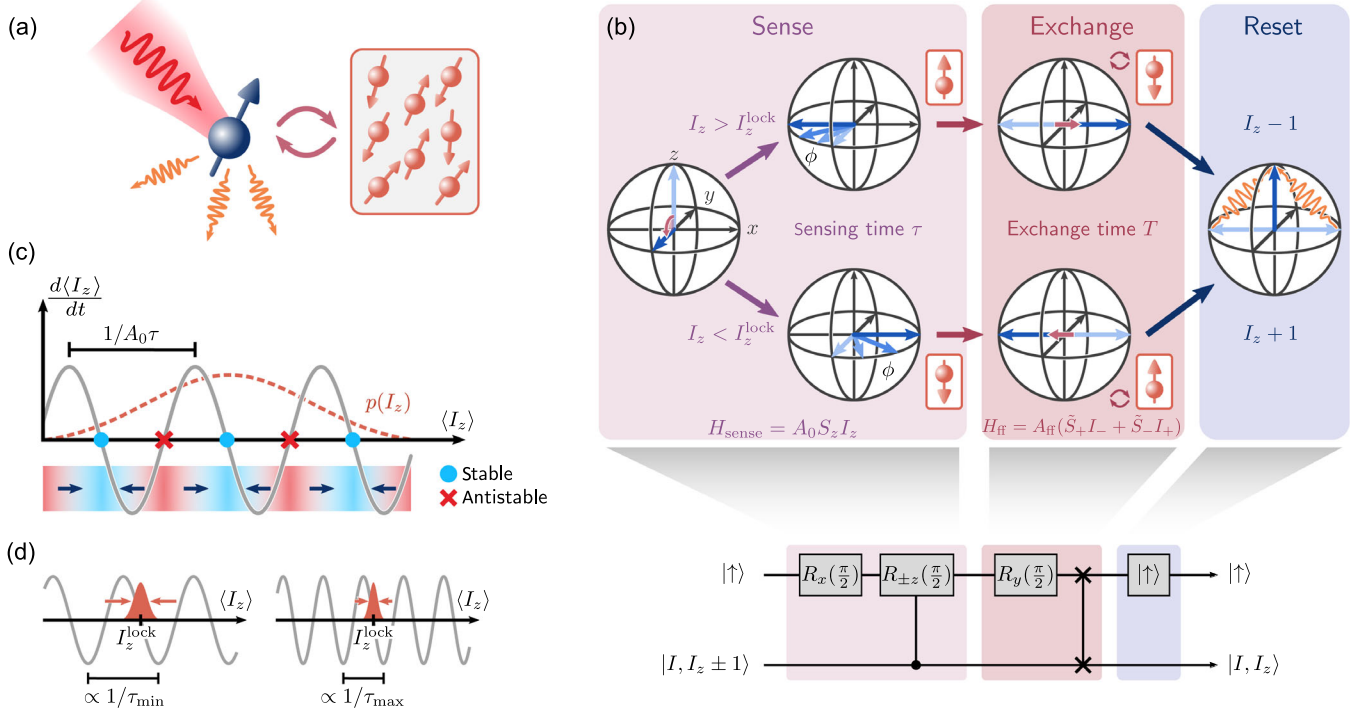 (a)
(b)
Sense
Exchange
Reset
I_z > I_z^lock
ϕ
I_z − 1
z
y
x
Sensing time τ
Exchange time T
I_z < I_z^lock
ϕ
I_z + 1
H_sense = A_0 S_z I_z
H_ff = A_ff(S̃_+ I_− + S̃_− I_+)
(c)
d⟨I_z⟩
dt
1/A_0τ
p(I_z)
⟨I_z⟩
Stable
Antistable
(d)
⟨I_z⟩
I_z^lock
∝ 1/τ_min
⟨I_z⟩
I_z^lock
∝ 1/τ_max
|↑⟩
R_x(π/2)
R_±z(π/2)
R_y(π/2)
|↑⟩
|↑⟩
|I, I_z ± 1⟩
|I, I_z⟩